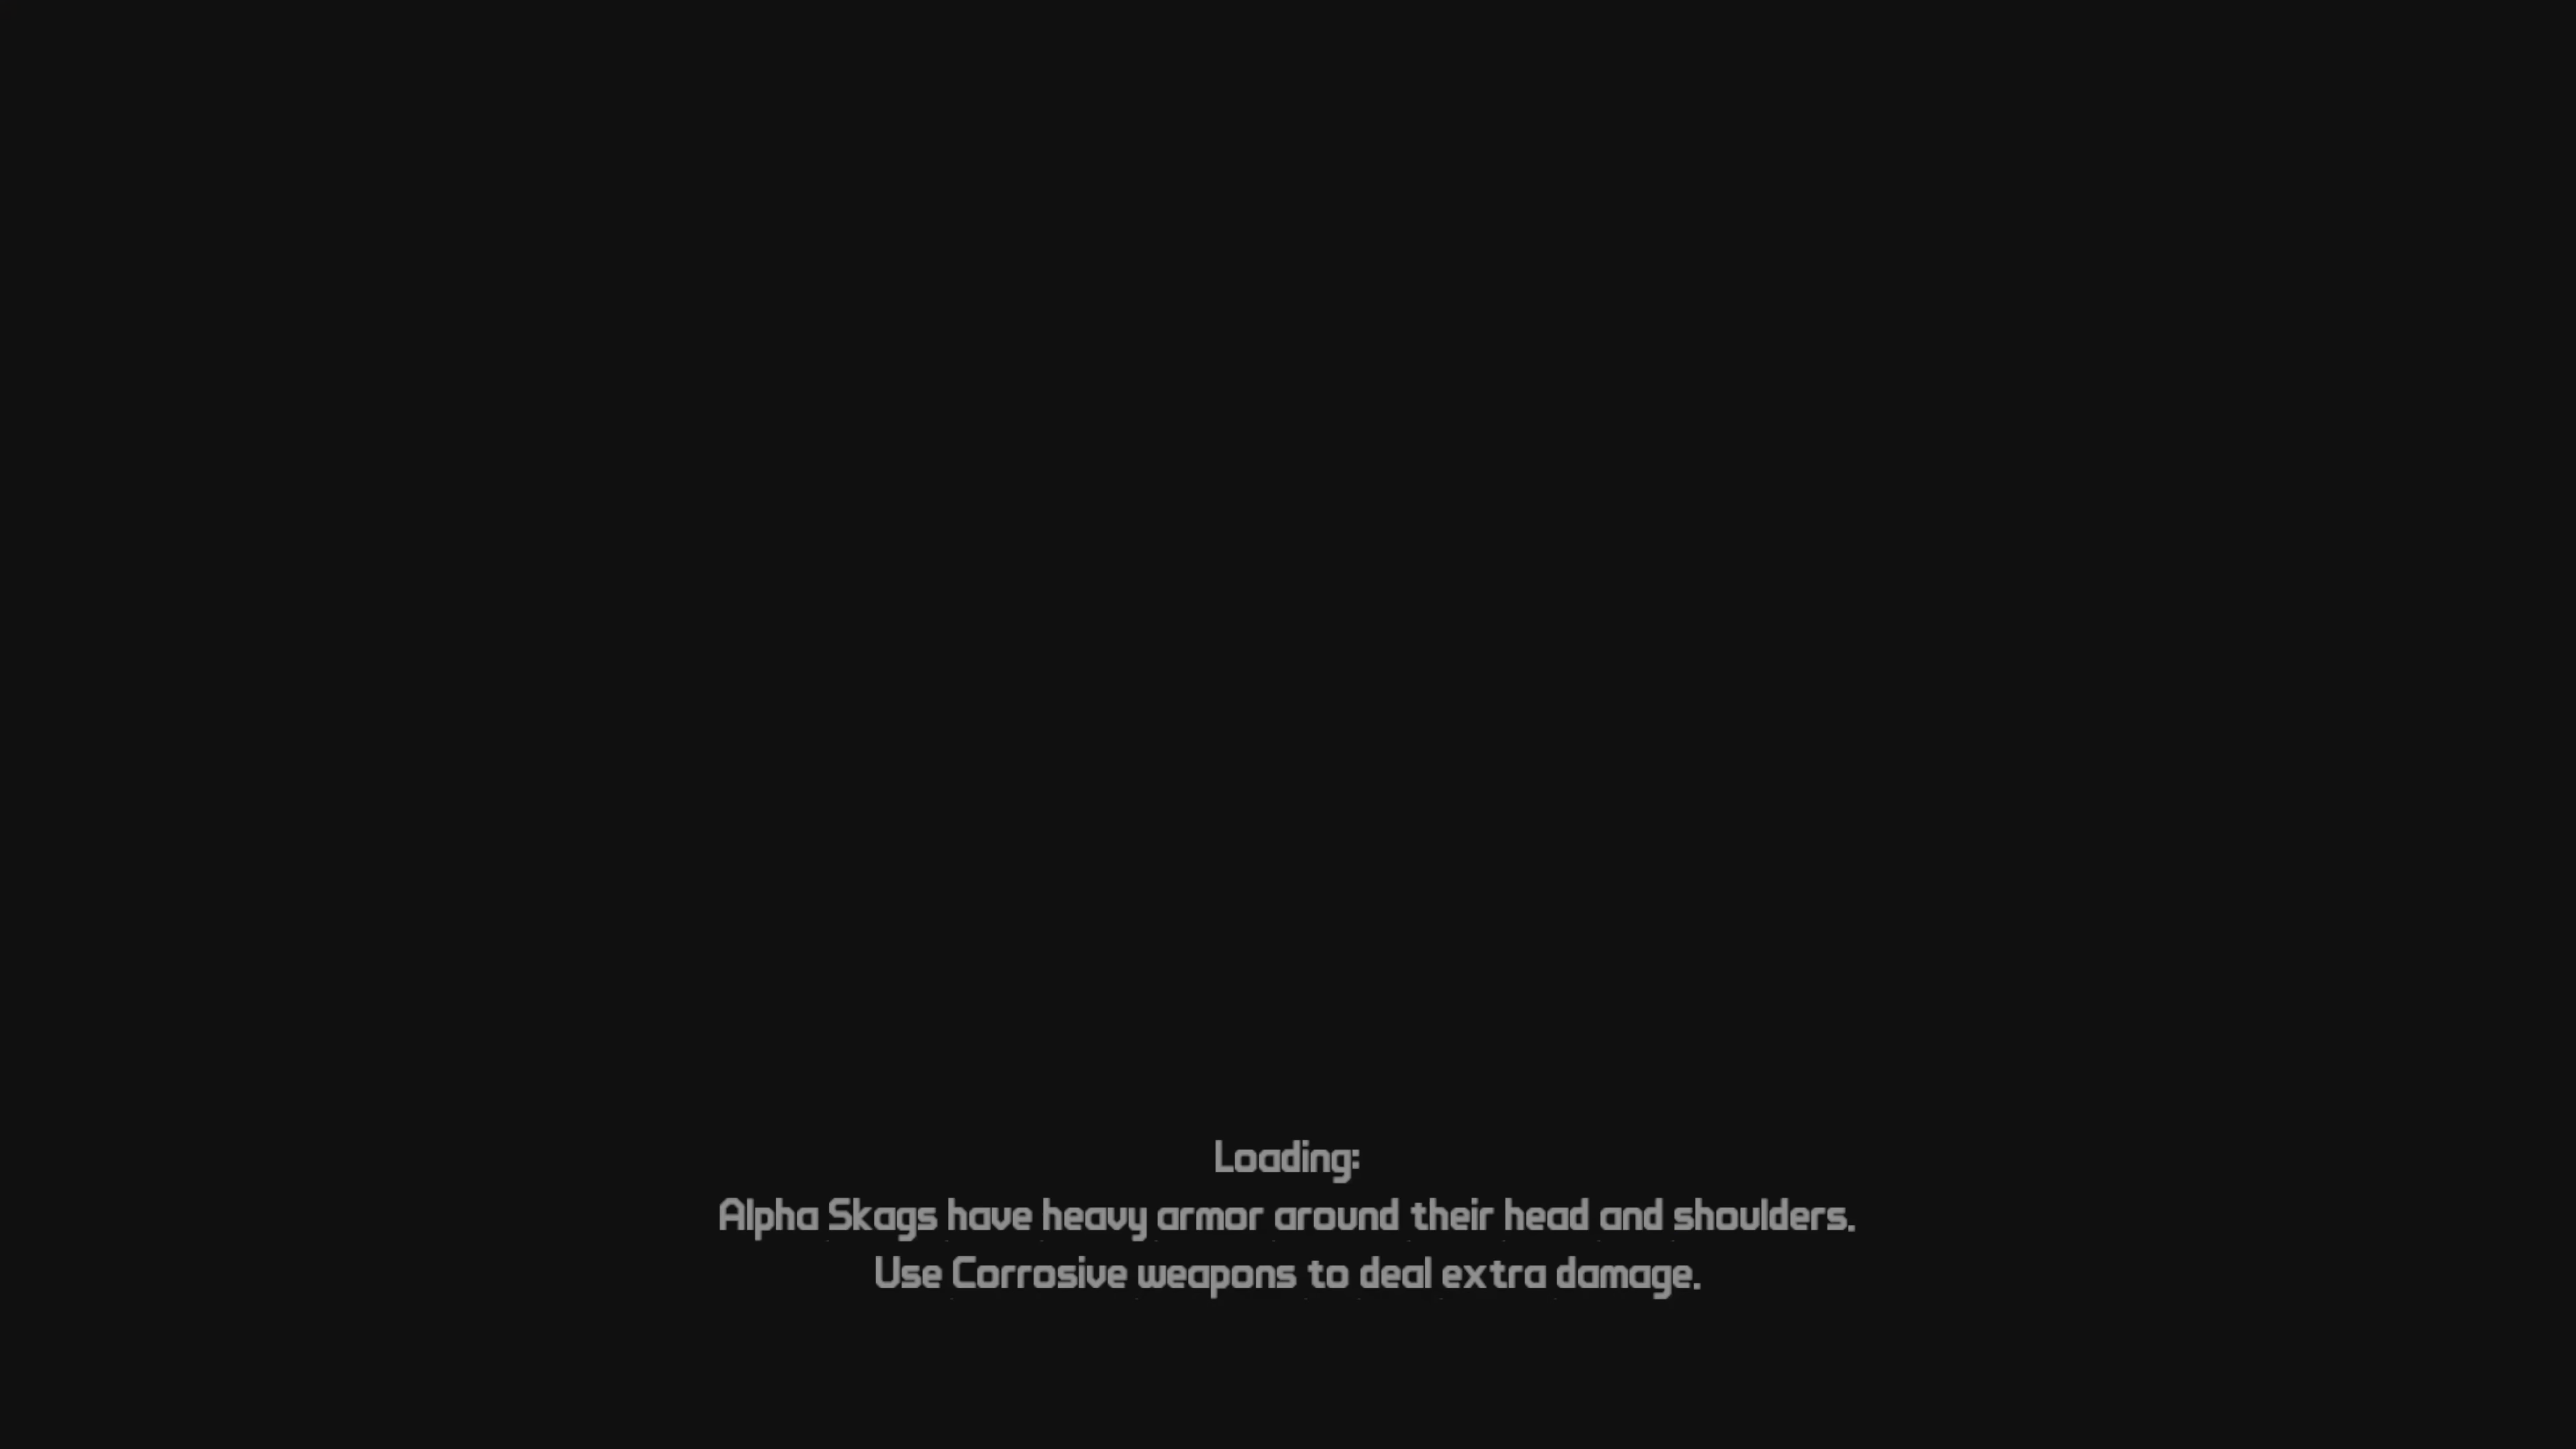 Loading:
Alpha Skags have heavy armor around their head and shoulders.
Use Corrosive weapons to deal extra damage.